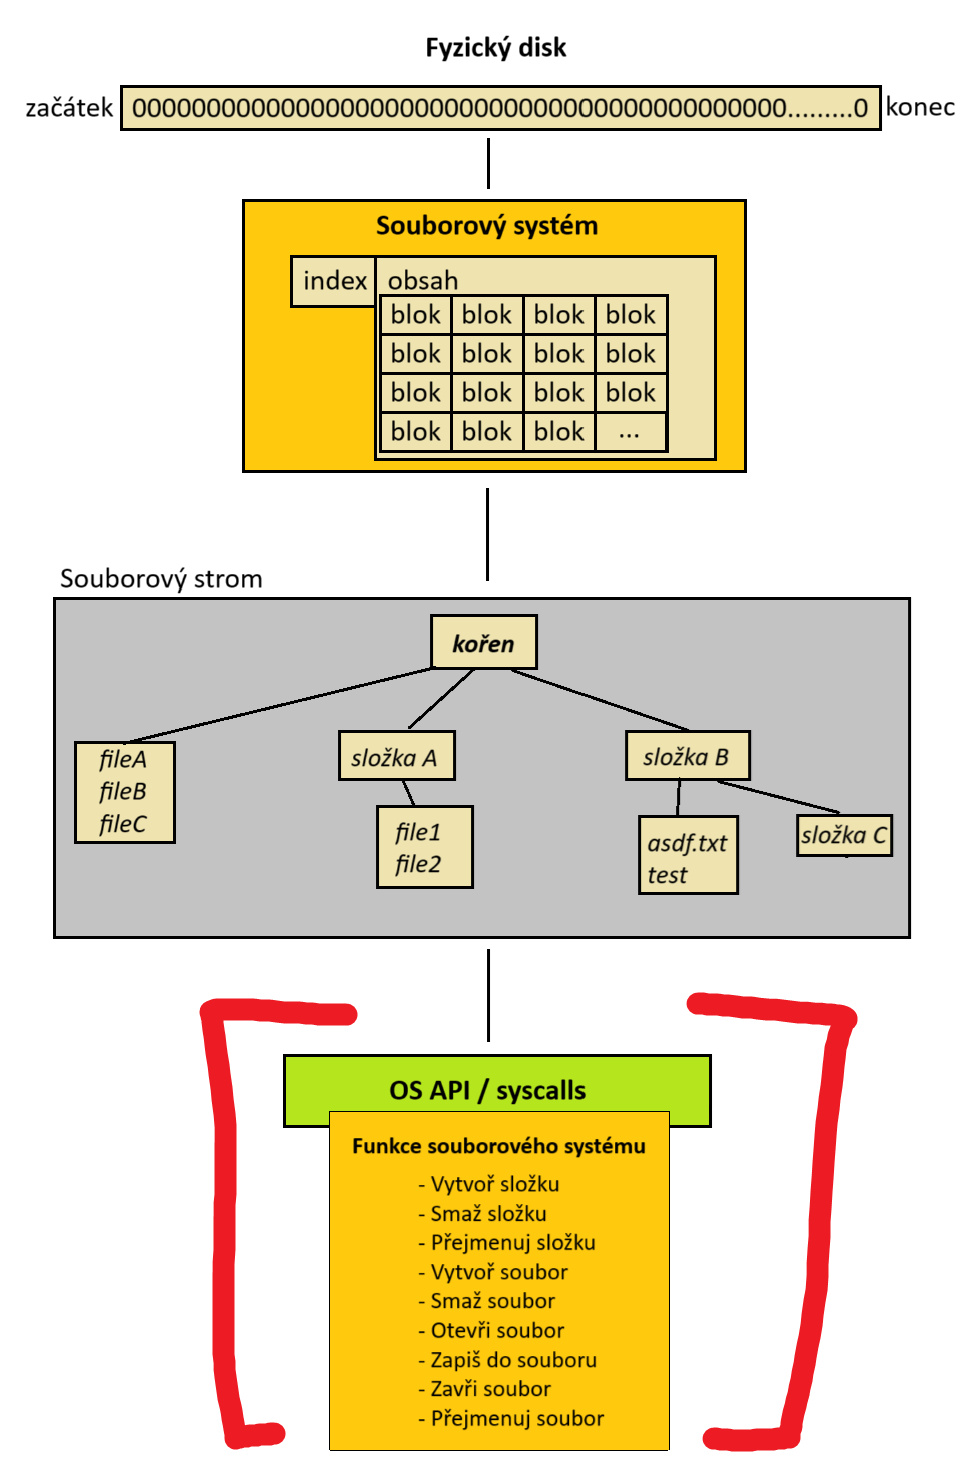 Fyzický disk
začátek 000000000000000000000000000000000000000000000.........0 konec
Souborový systém
index obsah
blok blok blok blok
blok blok blok blok
blok blok blok blok
blok blok blok ...
Souborový strom
kořen
fileA
fileB
fileC
složka A
file1
file2
složka B
asdf.txt
test
složka C
OS API / syscalls
Funkce souborového systému
- Vytvoř složku
- Smaž složku
- Přejmenuj složku
- Vytvoř soubor
- Smaž soubor
- Otevři soubor
- Zapiš do souboru
- Zavři soubor
- Přejmenuj soubor